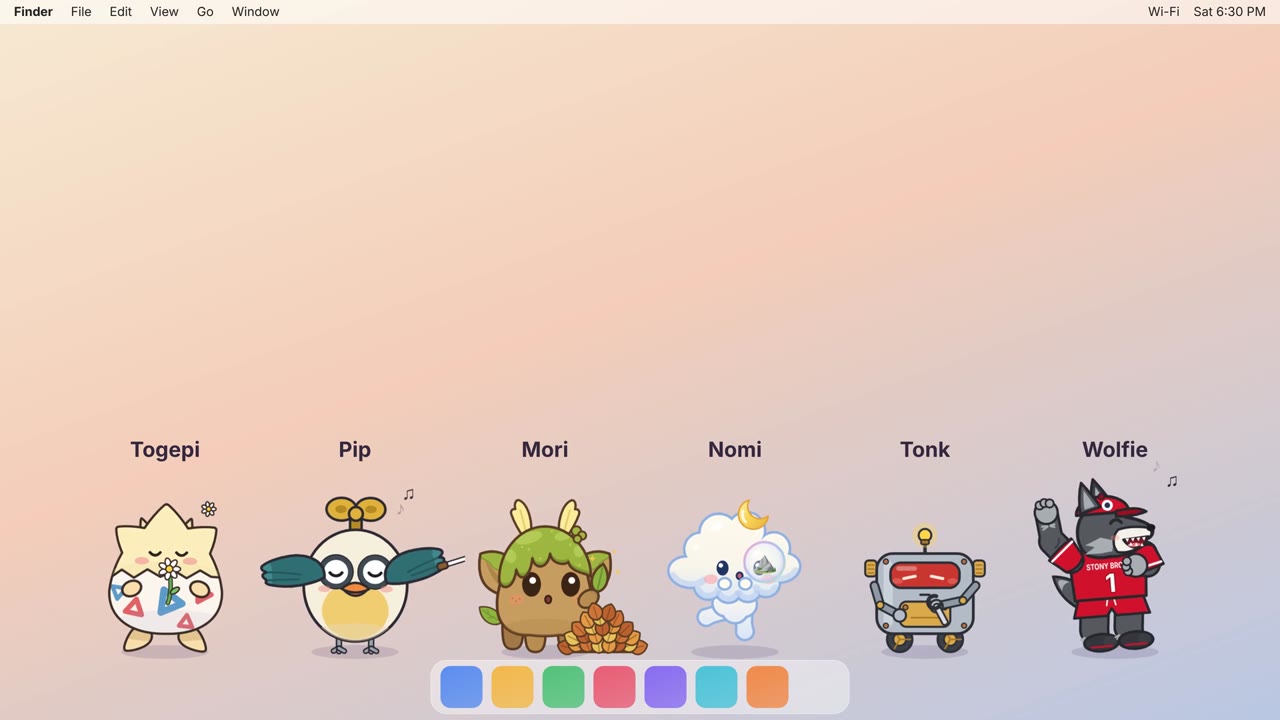 Finder File Edit View Go Window Wi-Fi Sat 6:30 PM
Togepi Pip Mori Nomi Tonk Wolfie
STONY BRO
1